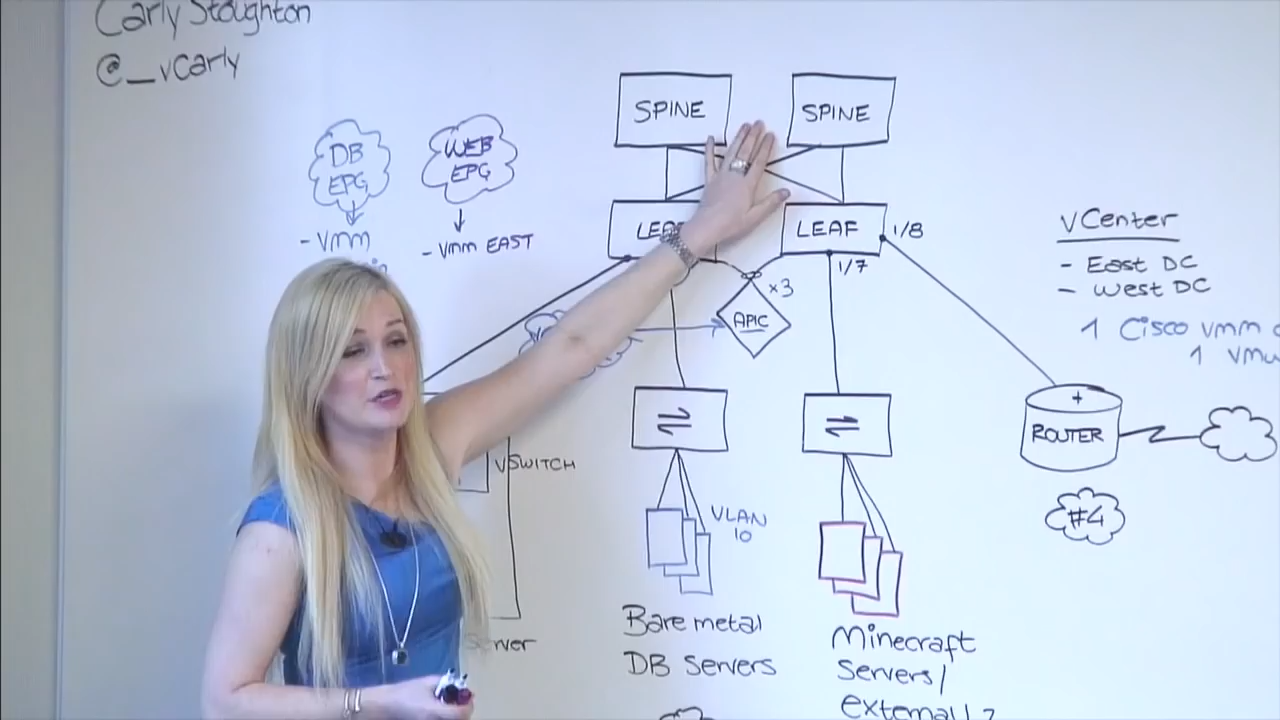 Carly Stoughton
@__vCarly
DB
EPG
- vmm
WEB
EPG
- vmm EAST
SPINE
SPINE
LEAF
LEAF
1/8
1/7
x3
APIC
vCenter
- East DC
- West DC
1 Cisco vmm
1
+
ROUTER
#4
vSWITCH
VLAN
10
Bare metal
DB Servers
Minecraft
Servers/
external